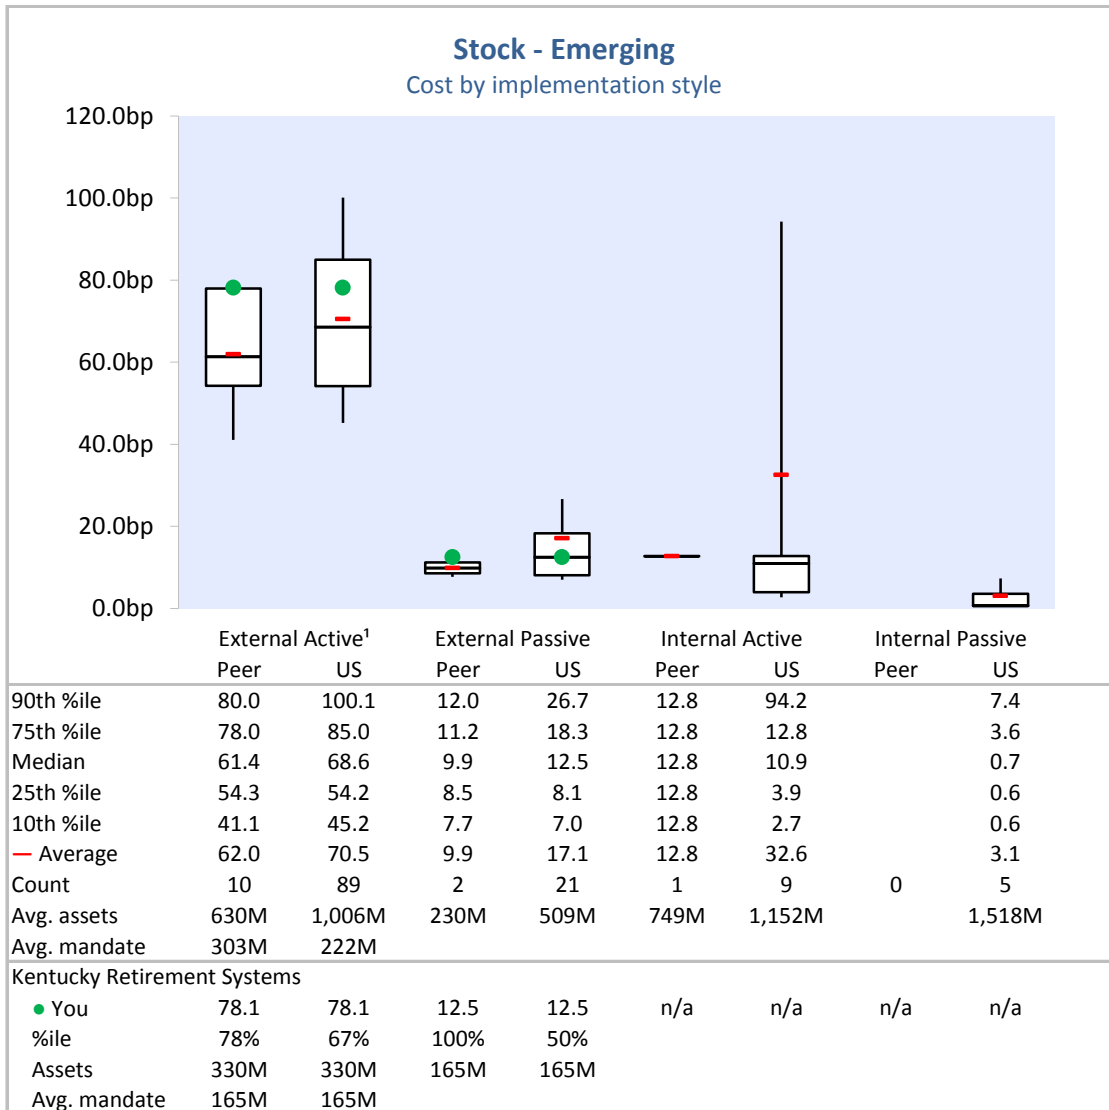 Stock - Emerging
Cost by implementation style
120.0bp
100.0bp
80.0bp
60.0bp
40.0bp
20.0bp
0.0bp
External Active¹ External Passive Internal Active Internal Passive
Peer US Peer US Peer US Peer US
90th %ile 80.0 100.1 12.0 26.7 12.8 94.2 7.4
75th %ile 78.0 85.0 11.2 18.3 12.8 12.8 3.6
Median 61.4 68.6 9.9 12.5 12.8 10.9 0.7
25th %ile 54.3 54.2 8.5 8.1 12.8 3.9 0.6
10th %ile 41.1 45.2 7.7 7.0 12.8 2.7 0.6
— Average 62.0 70.5 9.9 17.1 12.8 32.6 3.1
Count 10 89 2 21 1 9 0 5
Avg. assets 630M 1,006M 230M 509M 749M 1,152M 1,518M
Avg. mandate 303M 222M
Kentucky Retirement Systems
● You 78.1 78.1 12.5 12.5 n/a n/a n/a n/a
%ile 78% 67% 100% 50%
Assets 330M 330M 165M 165M
Avg. mandate 165M 165M